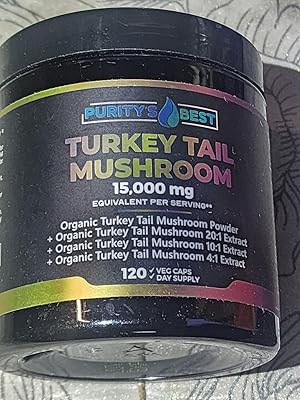 PURITY'S BEST
TURKEY TAIL
MUSHROOM
15,000 mg
EQUIVALENT PER SERVING**
Organic Turkey Tail Mushroom Powder
+ Organic Turkey Tail Mushroom 20:1 Extract
+ Organic Turkey Tail Mushroom 10:1 Extract
+ Organic Turkey Tail Mushroom 4:1 Extract
120 ✓ VEG CAPS
✓ DAY SUPPLY